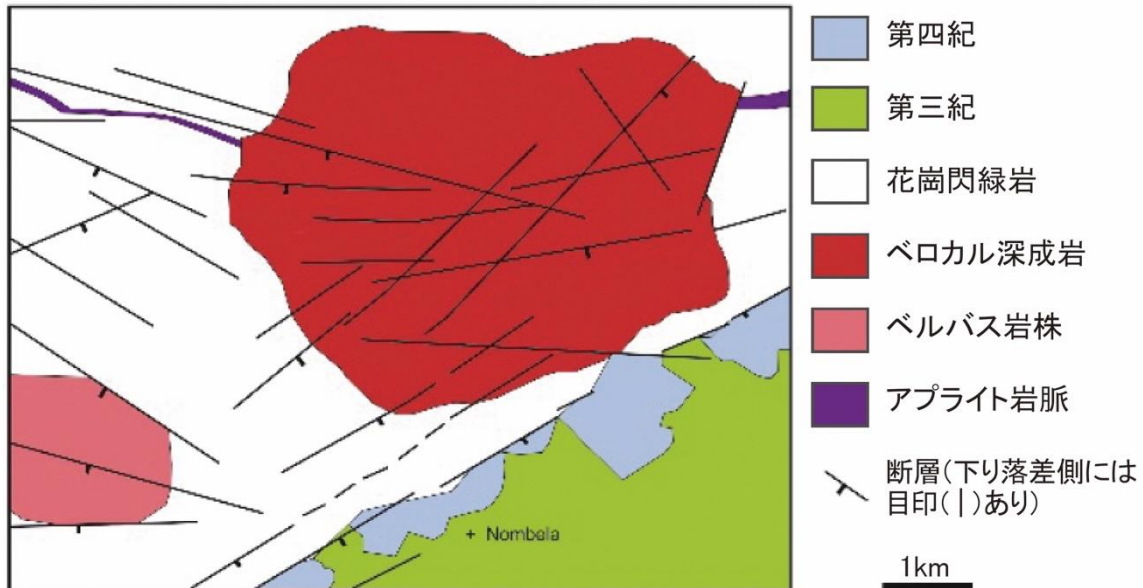 第四紀
第三紀
花崗閃緑岩
ベロカル深成岩
ベルバス岩株
アプライト岩脈
断層(下り落差側には
目印(|)あり)
1km
+ Nombela